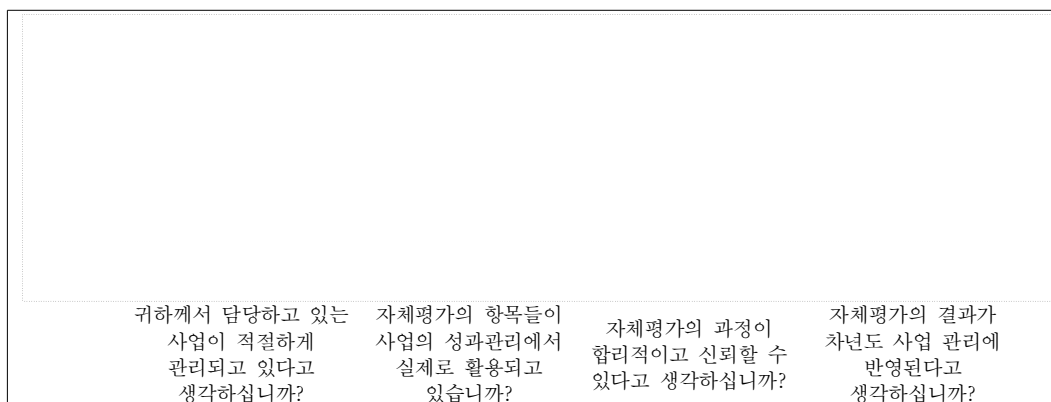 귀하께서 담당하고 있는
사업이 적절하게
관리되고 있다고
생각하십니까?
자체평가의 항목들이
사업의 성과관리에서
실제로 활용되고
있습니까?
자체평가의 과정이
합리적이고 신뢰할 수
있다고 생각하십니까?
자체평가의 결과가
차년도 사업 관리에
반영된다고
생각하십니까?